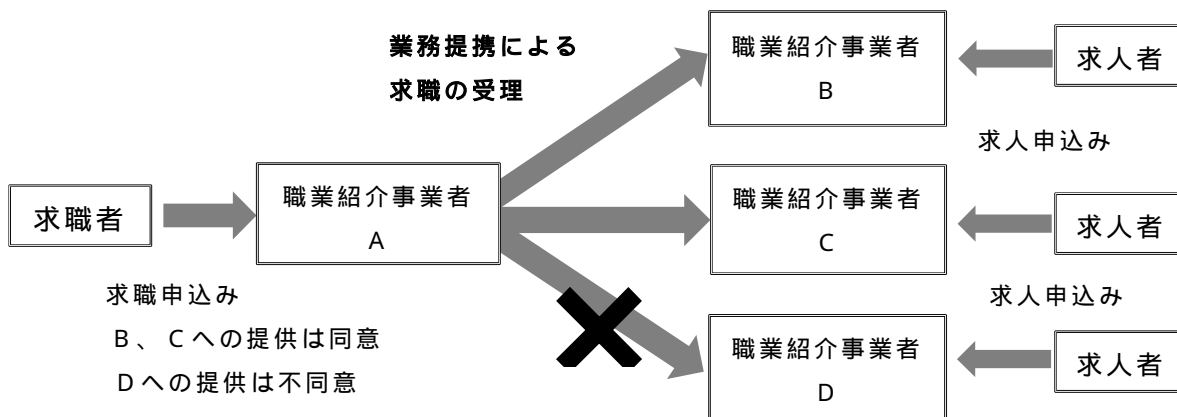 業務提携による
求職の受理
職業紹介事業者
B
求人者
求人申込み
求職者
職業紹介事業者
A
職業紹介事業者
C
求人者
求職申込み
B、Cへの提供は同意
Dへの提供は不同意
求人申込み
職業紹介事業者
D
求人者